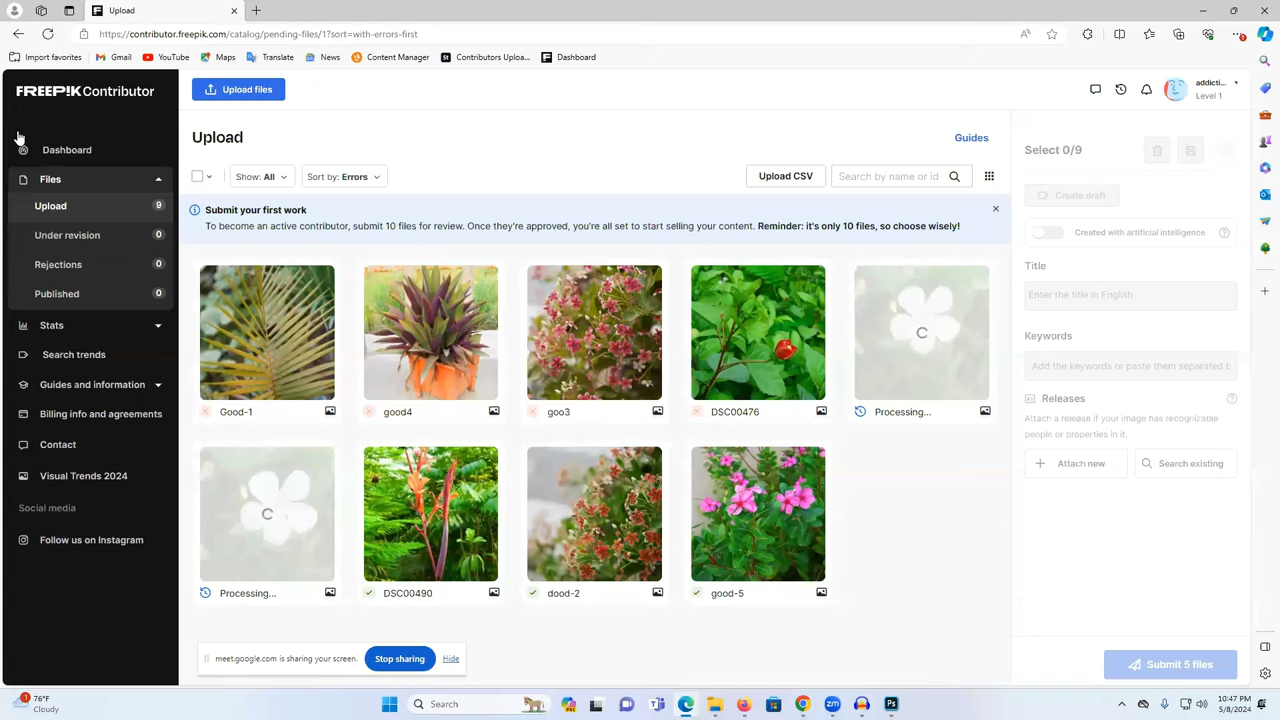 Upload
https://contributor.freepik.com/catalog/pending-files/1?sort=with-errors-first
Import favorites
Gmail
YouTube
Maps
Translate
News
Content Manager
Contributors Uploa...
Dashboard
FREEPIK Contributor
Upload files
addicti...
Level 1
Dashboard
Files
Upload 9
Under revision 0
Rejections 0
Published 0
Stats
Search trends
Guides and information
Billing info and agreements
Contact
Visual Trends 2024
Social media
Follow us on Instagram
Upload
Guides
Show: All
Sort by: Errors
Upload CSV
Search by name or id
Submit your first work
To become an active contributor, submit 10 files for review. Once they're approved, you're all set to start selling your content. Reminder: it's only 10 files, so choose wisely!
Good-1
good4
goo3
DSC00476
Processing...
Processing...
DSC00490
dood-2
good-5
Select 0/9
Create draft
Created with artificial intelligence
Title
Enter the title in English
Keywords
Add the keywords or paste them separated b
Releases
Attach a release if your image has recognizable
people or properties in it.
Attach new
Search existing
Submit 5 files
meet.google.com is sharing your screen.
Stop sharing
Hide
1
76°F
Cloudy
Search
10:47 PM
5/8/2024